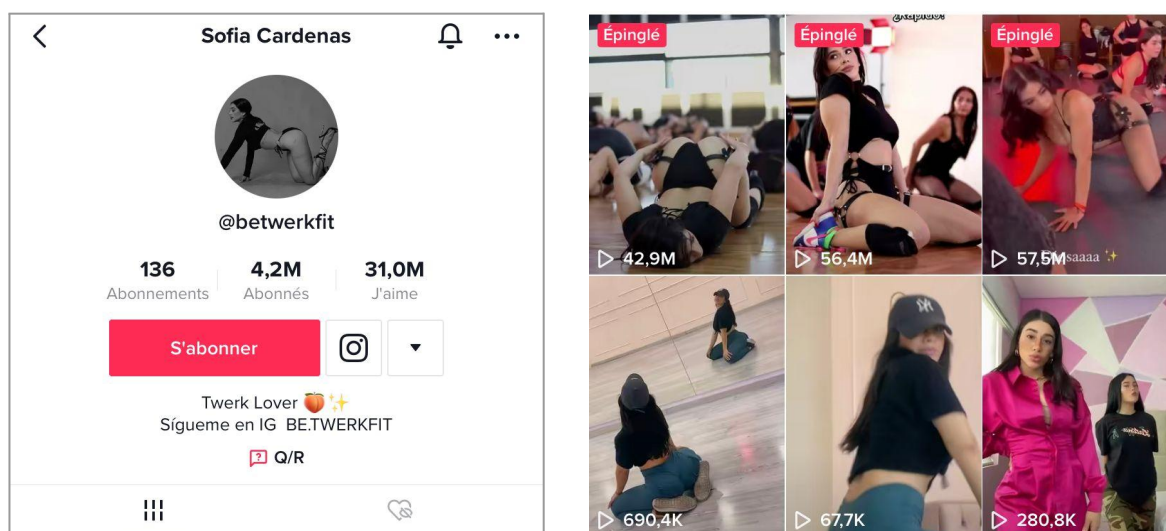 Sofia Cardenas
@betwerkfit
136
4,2M
31,0M
Abonnements
Abonnés
J'aime
S'abonner
Twerk Lover 🍑✨
Sígueme en IG BE.TWERKFIT
Q/R
Épinglé
Épinglé
Épinglé
42,9M
56,4M
57,5M
690,4K
67,7K
280,8K